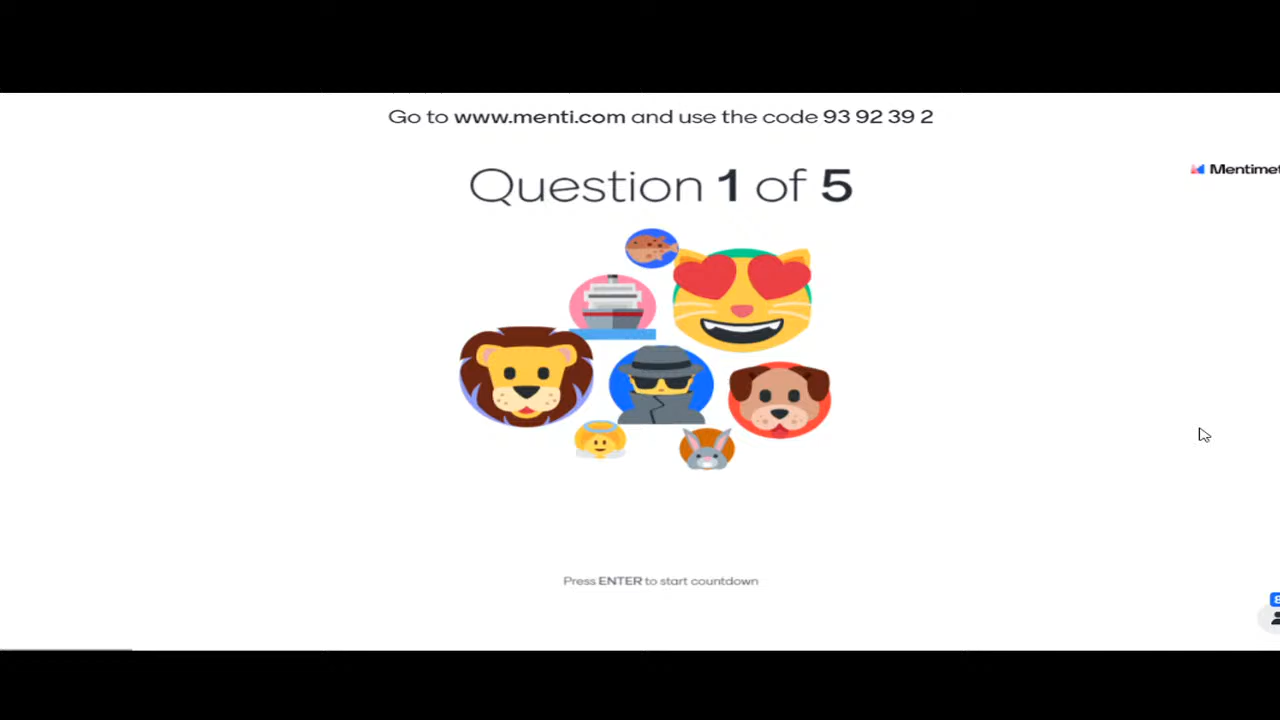 Go to www.menti.com and use the code 93 92 39 2
Mentimet
Question 1 of 5
Press ENTER to start countdown